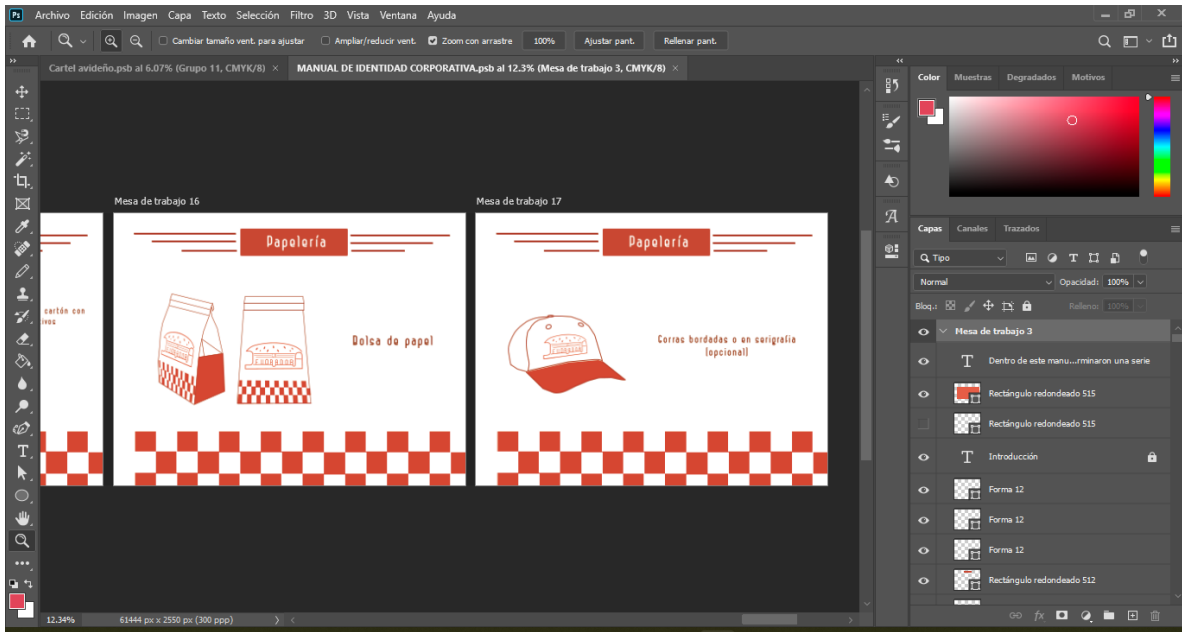 Ps Archivo Edición Imagen Capa Texto Selección Filtro 3D Vista Ventana Ayuda
Cambiar tamaño vent. para ajustar Ampliar/reducir vent. Zoom con arrastre 100% Ajustar pant. Rellenar pant.
Cartel avideño.psb al 6.07% (Grupo 11, CMYK/8) × MANUAL DE IDENTIDAD CORPORATIVA.psb al 12.3% (Mesa de trabajo 3, CMYK/8) ×
Mesa de trabajo 16
Mesa de trabajo 17
Papelería
Papelería
cartón con
Bolsa de papel
Corras bordadas o en serigrafía
(opcional)
12.34% 61444 px x 2550 px (300 ppp)
Color Muestras Degradados Motivos
Capas Canales Trazados
Tipo
Normal Opacidad: 100%
Bloq.: Relleno: 100%
Mesa de trabajo 3
T Dentro de este manu...rminaron una serie
Rectángulo redondeado 515
Rectángulo redondeado 515
T Introducción
Forma 12
Forma 12
Forma 12
Rectángulo redondeado 512
fx